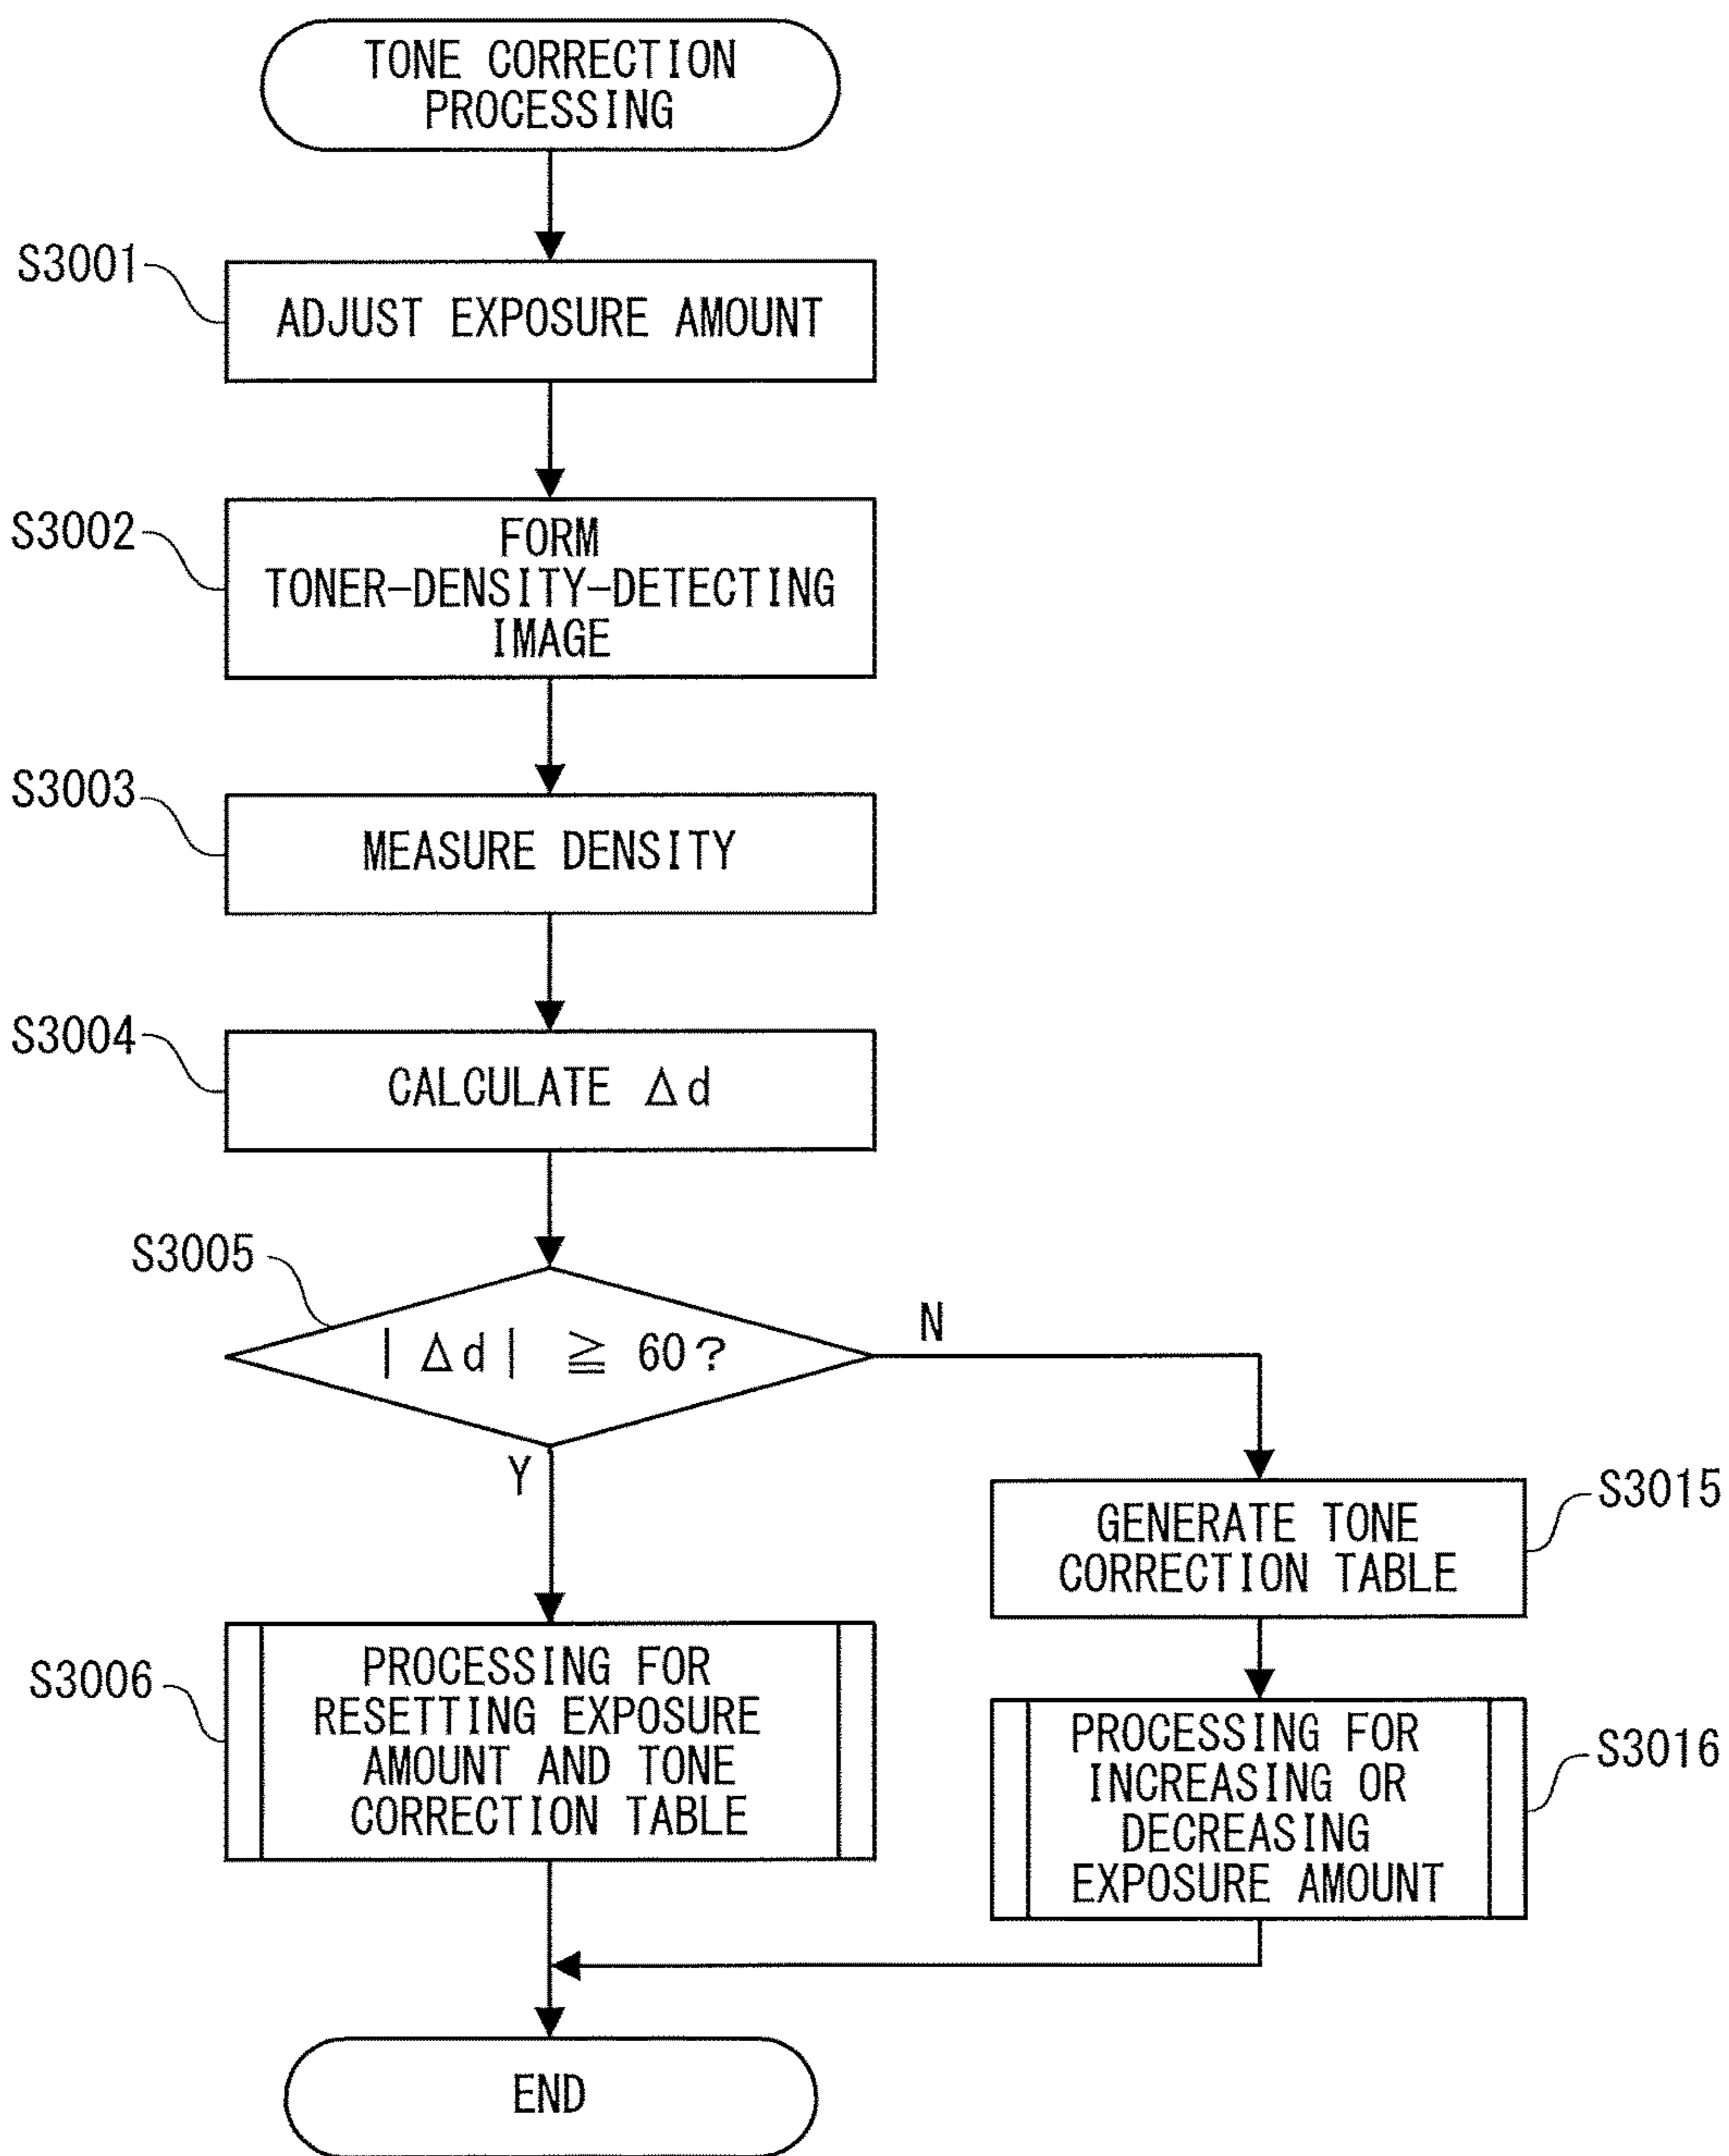 TONE CORRECTION
PROCESSING
S3001
ADJUST EXPOSURE AMOUNT
S3002
FORM
TONER-DENSITY-DETECTING
IMAGE
S3003
MEASURE DENSITY
S3004
CALCULATE Δd
S3005
|Δd| ≧ 60?
N
Y
S3015
GENERATE TONE
CORRECTION TABLE
S3006
PROCESSING FOR
RESETTING EXPOSURE
AMOUNT AND TONE
CORRECTION TABLE
S3016
PROCESSING FOR
INCREASING OR
DECREASING
EXPOSURE AMOUNT
END